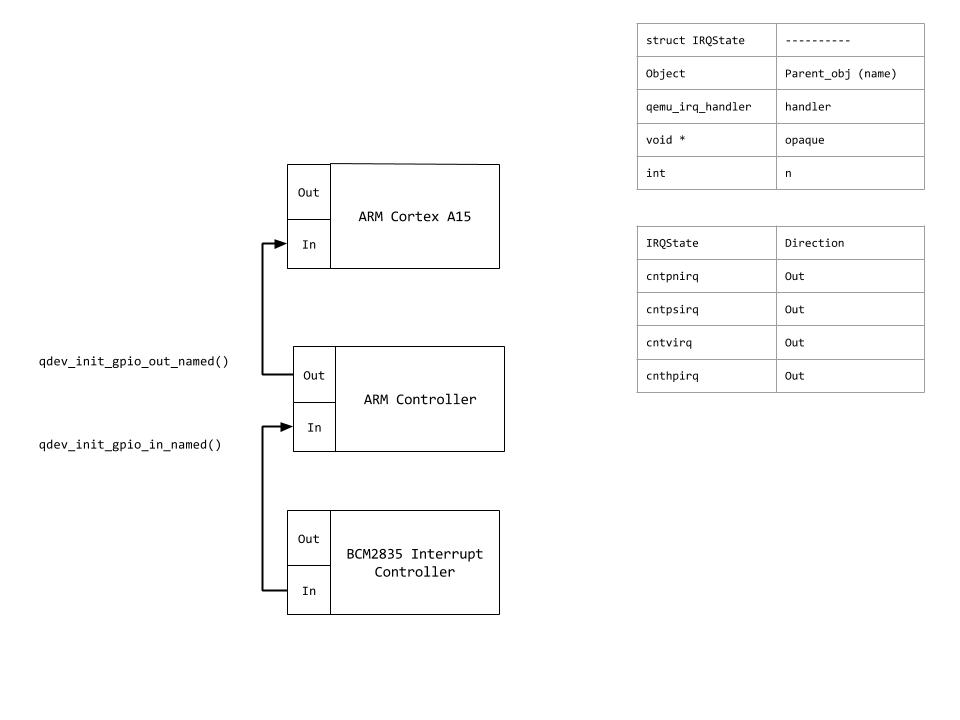 Out
ARM Cortex A15
In
qdev_init_gpio_out_named()
Out
ARM Controller
In
qdev_init_gpio_in_named()
Out
BCM2835 Interrupt
Controller
In
struct IRQState ----------
Object Parent_obj (name)
qemu_irq_handler handler
void * opaque
int n
IRQState Direction
cntpnirq Out
cntpsirq Out
cntvirq Out
cnthpirq Out